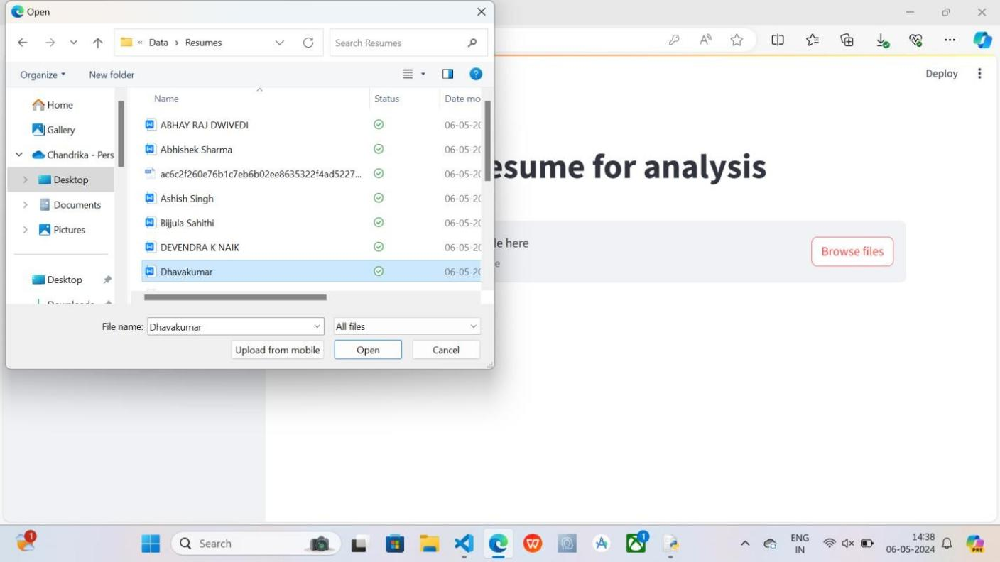 Open
« Data › Resumes
Search Resumes
Organize
New folder
Deploy
Home
Gallery
Chandrika - Pers
Desktop
Documents
Pictures
Desktop
Name Status Date mo
ABHAY RAJ DWIVEDI 06-05-20
Abhishek Sharma 06-05-20
ac6c2f260e76b1c7eb6b02ee8635322f4ad5227... 06-05-20
Ashish Singh 06-05-20
Bijjula Sahithi 06-05-20
DEVENDRA K NAIK 06-05-20
Dhavakumar 06-05-20
File name: Dhavakumar
All files
Upload from mobile
Open
Cancel
esume for analysis
le here
e
Browse files
1
Search
1
ENG
IN
14:38
06-05-2024
PRE